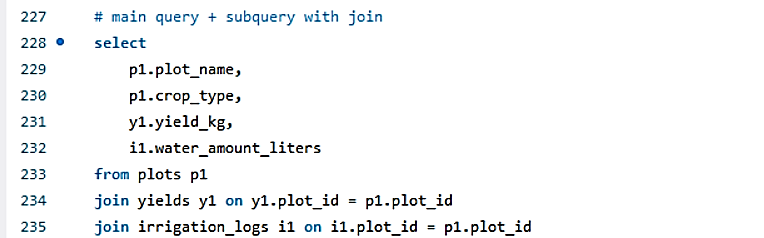 227 # main query + subquery with join
228 select
229 p1.plot_name,
230 p1.crop_type,
231 y1.yield_kg,
232 i1.water_amount_liters
233 from plots p1
234 join yields y1 on y1.plot_id = p1.plot_id
235 join irrigation_logs i1 on i1.plot_id = p1.plot_id